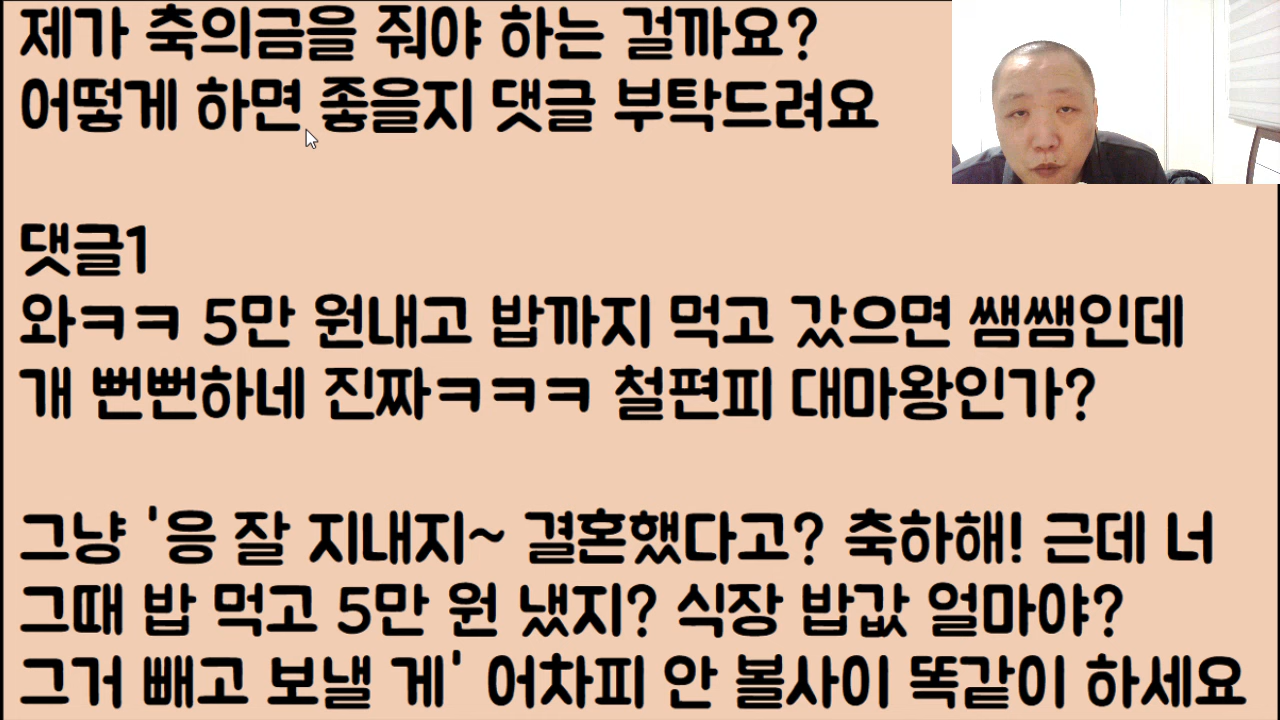 제가 축의금을 줘야 하는 걸까요?
어떻게 하면 좋을지 댓글 부탁드려요
댓글1
와ㅋㅋ 5만 원내고 밥까지 먹고 갔으면 쌤쌤인데
개 뻔뻔하네 진짜ㅋㅋㅋ 철편피 대마왕인가?
그냥 '응 잘 지내지~ 결혼했다고? 축하해! 근데 너
그때 밥 먹고 5만 원 냈지? 식장 밥값 얼마야?
그거 빼고 보낼 게' 어차피 안 볼사이 똑같이 하세요